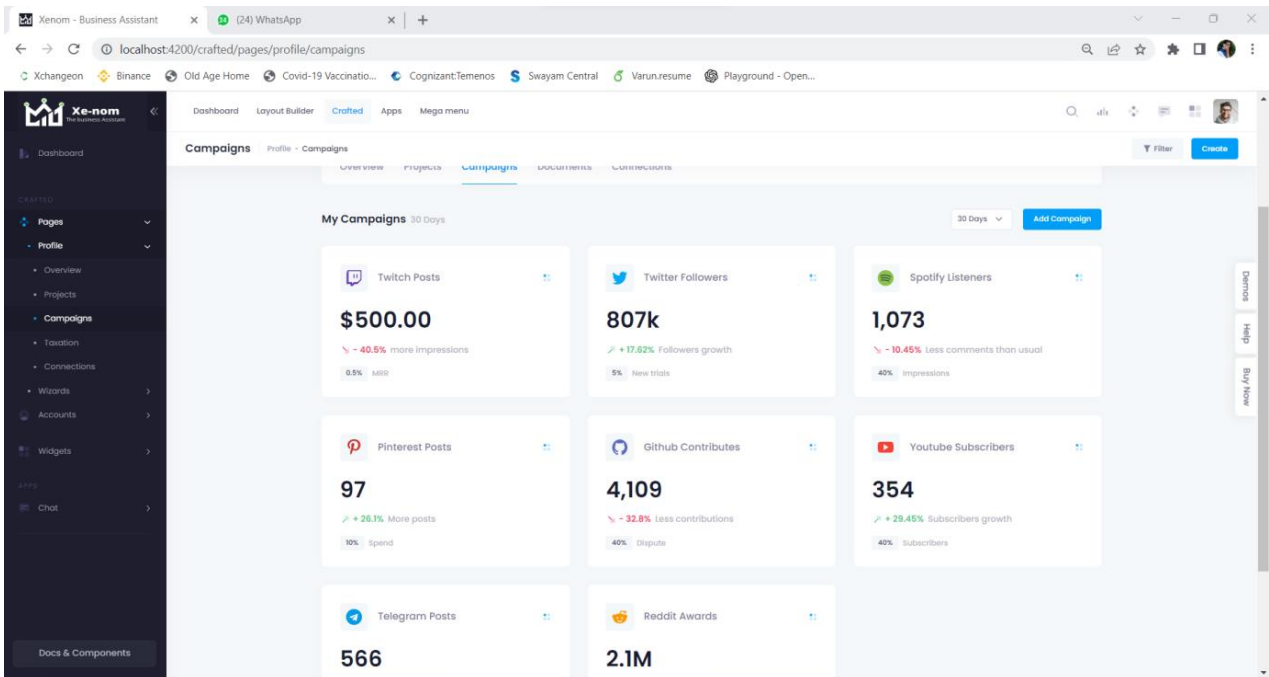 Xenom - Business Assistant
24 (24) WhatsApp
localhost:4200/crafted/pages/profile/campaigns
Xchangeon Binance Old Age Home Covid-19 Vaccinatio... Cognizant:Temenos Swayam Central Varun.resume Playground - Open...
Xe-nom
The Business Assistant
Dashboard Layout Builder Crafted Apps Mega menu
Dashboard
Campaigns Profile - Campaigns
Filter Create
Overview Projects Campaigns Documents Connections
CRAFTED
Pages
Profile
Overview
Projects
Campaigns
Taxation
Connections
Wizards
Accounts
Widgets
APPS
Chat
Docs & Components
My Campaigns 30 Days
30 Days Add Campaign
Twitch Posts
$500.00
- 40.5% more impressions
0.5% MRR
Twitter Followers
807k
+ 17.62% Followers growth
5% New trials
Spotify Listeners
1,073
- 10.45% Less comments than usual
40% Impressions
Pinterest Posts
97
+ 26.1% More posts
10% Spend
Github Contributes
4,109
- 32.8% Less contributions
40% Dispute
Youtube Subscribers
354
+ 29.45% Subscribers growth
40% Subscribers
Telegram Posts
566
Reddit Awards
2.1M
Demos
Help
Buy Now